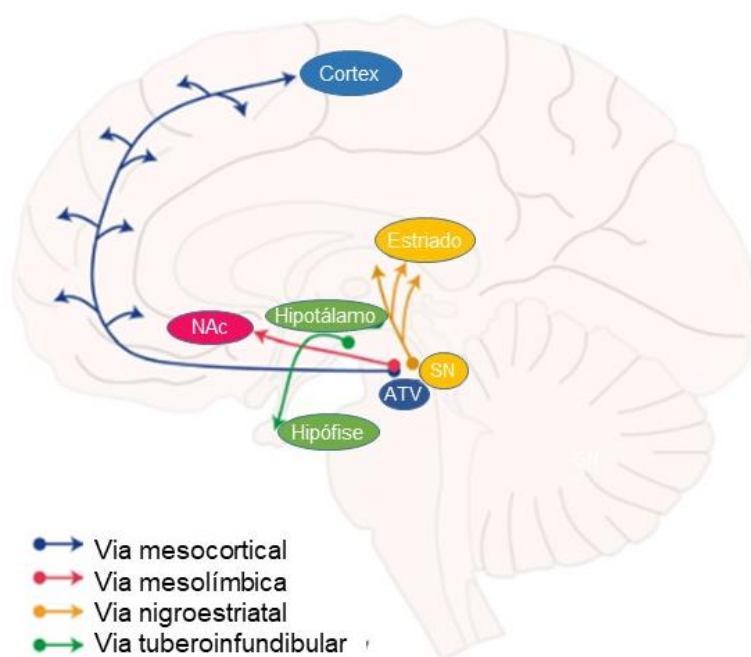 Cortex
Estriado
Hipotálamo
NAc
SN
ATV
Hipófise
Via mesocortical
Via mesolímbica
Via nigroestriatal
Via tuberoinfundibular